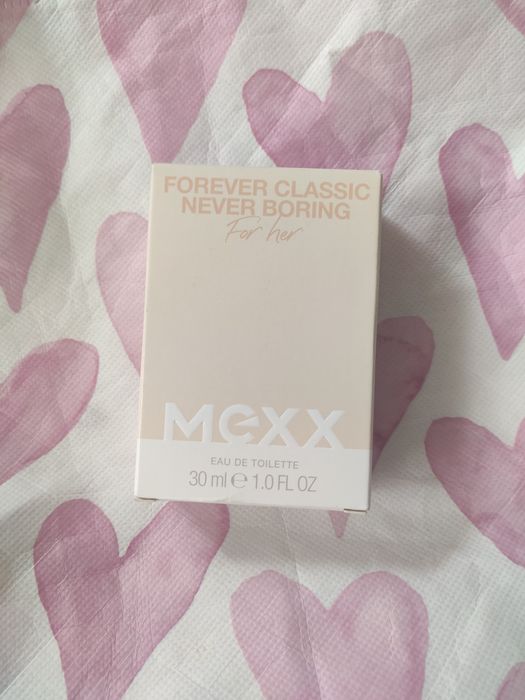 FOREVER CLASSIC
NEVER BORING
For her
MEXX
EAU DE TOILETTE
30 ml ℮ 1.0 FL OZ